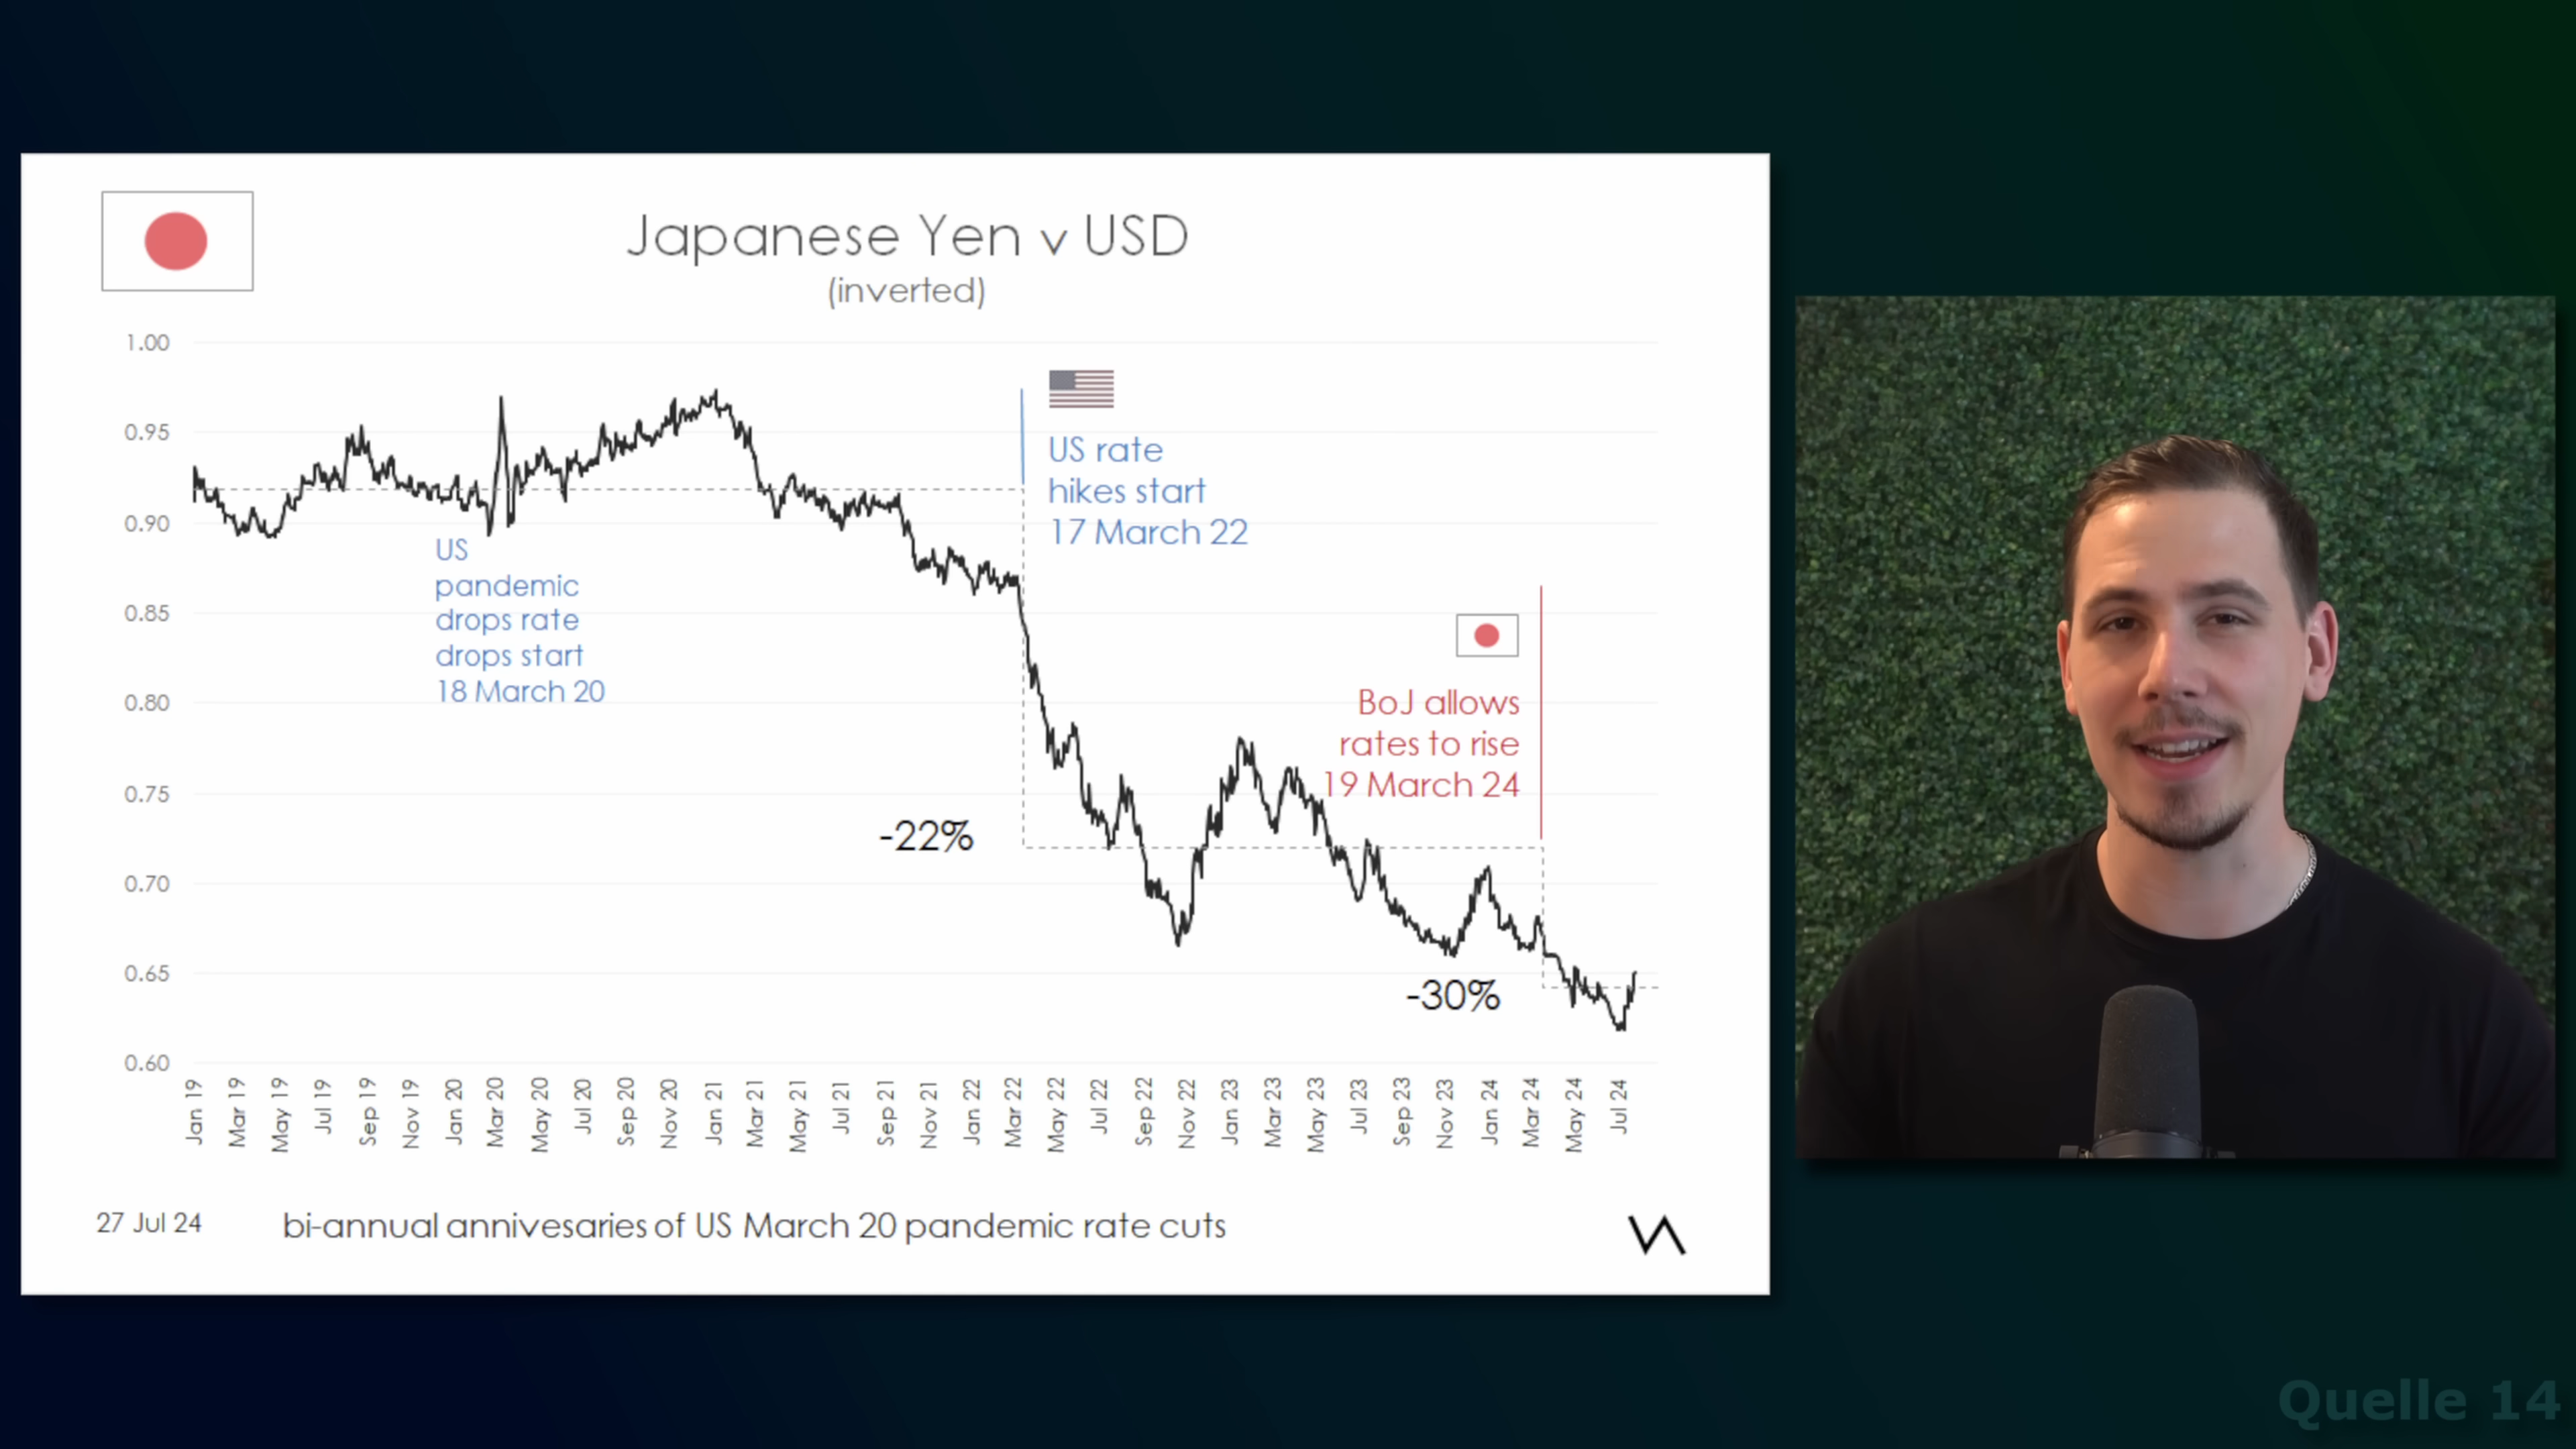 Japanese Yen v USD
(inverted)
1.00
0.95
0.90
0.85
0.80
0.75
0.70
0.65
0.60
US rate
hikes start
17 March 22
US
pandemic
drops rate
drops start
18 March 20
BoJ allows
rates to rise
19 March 24
-22%
-30%
Jan 19
Mar 19
May 19
Jul 19
Sep 19
Nov 19
Jan 20
Mar 20
May 20
Jul 20
Sep 20
Nov 20
Jan 21
Mar 21
May 21
Jul 21
Sep 21
Nov 21
Jan 22
Mar 22
May 22
Jul 22
Sep 22
Nov 22
Jan 23
Mar 23
May 23
Jul 23
Sep 23
Nov 23
Jan 24
Mar 24
May 24
Jul 24
27 Jul 24
bi-annual annivesaries of US March 20 pandemic rate cuts
Quelle 14